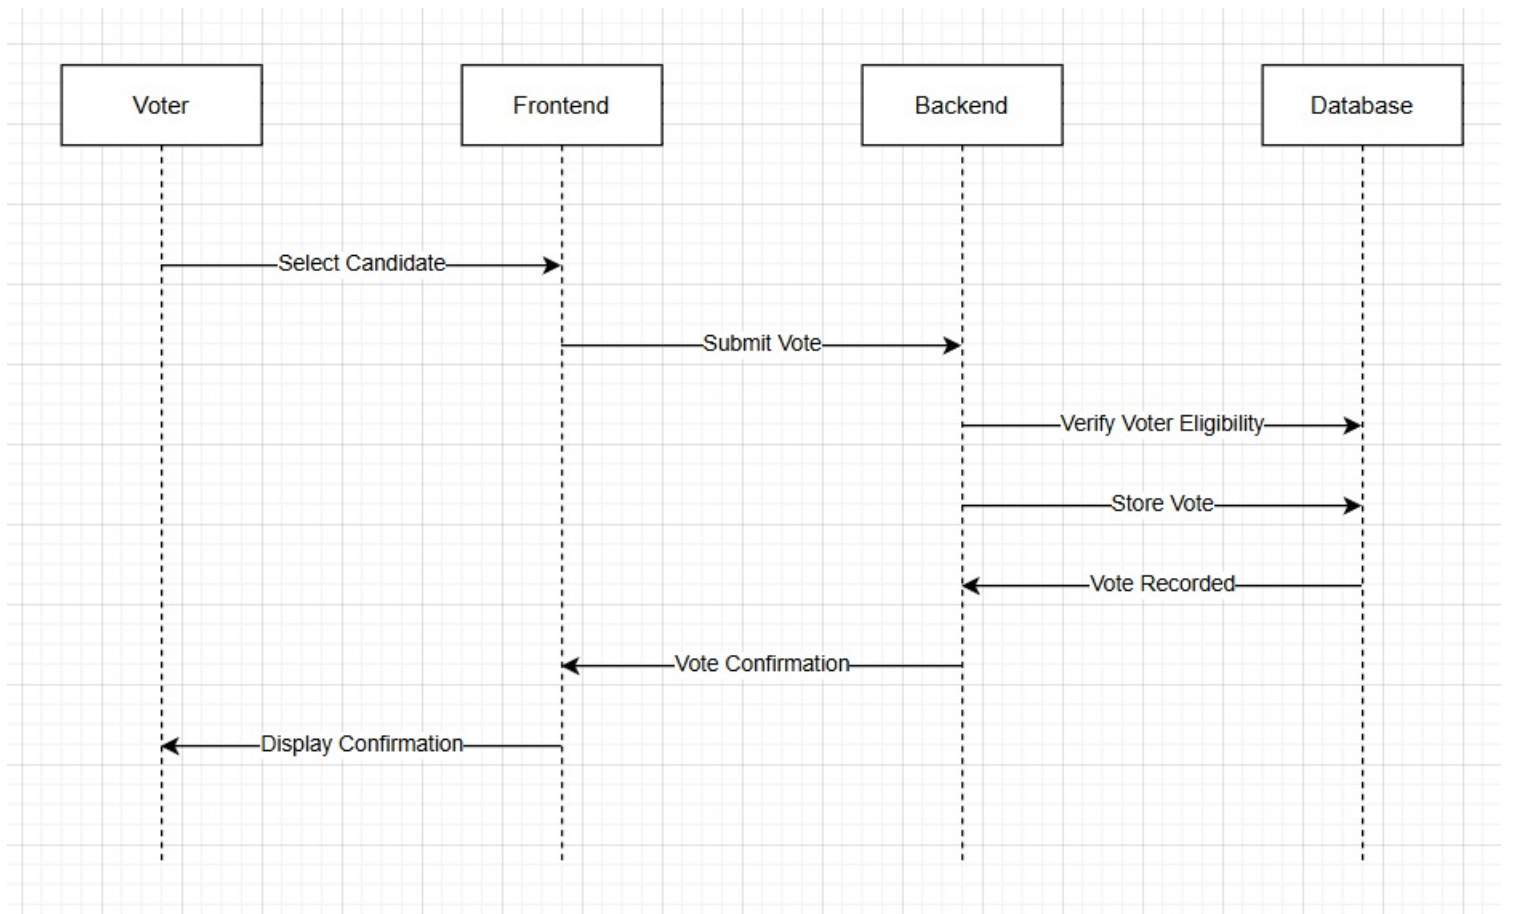 Voter
Frontend
Backend
Database
Select Candidate
Submit Vote
Verify Voter Eligibility
Store Vote
Vote Recorded
Vote Confirmation
Display Confirmation